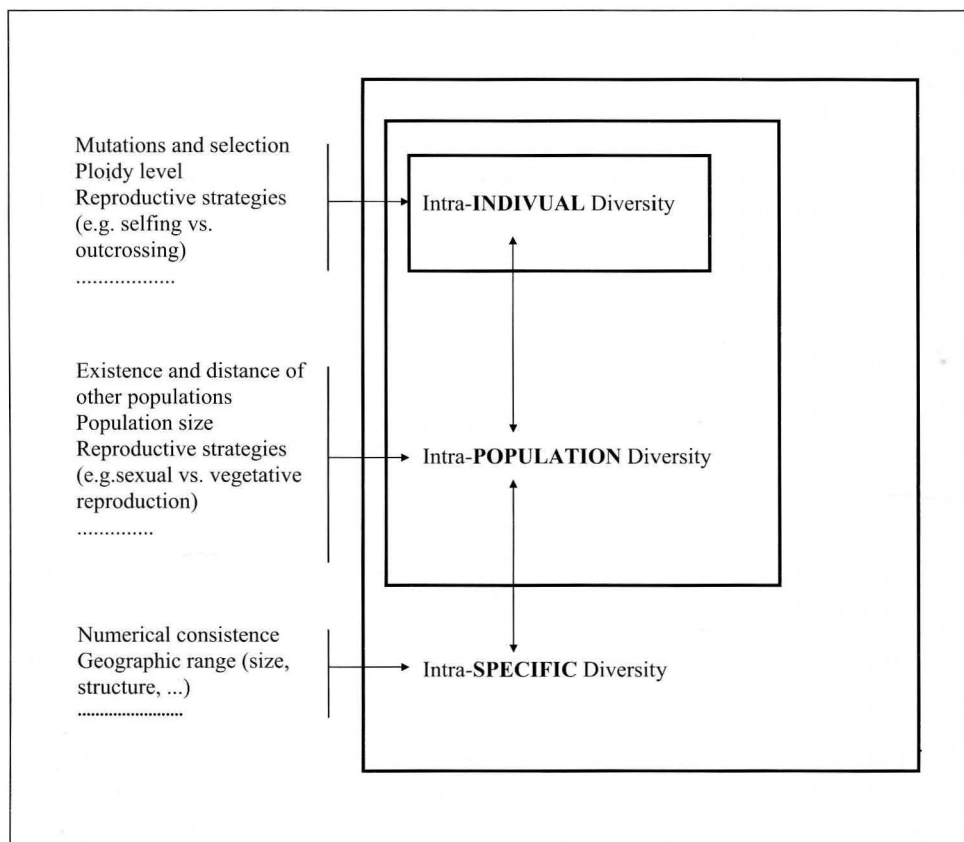 Mutations and selection
Ploidy level
Reproductive strategies
(e.g. selfing vs.
outcrossing)
..................
Intra-INDIVUAL Diversity
Existence and distance of
other populations
Population size
Reproductive strategies
(e.g.sexual vs. vegetative
reproduction)
..............
Intra-POPULATION Diversity
Numerical consistence
Geographic range (size,
structure, ...)
........................
Intra-SPECIFIC Diversity